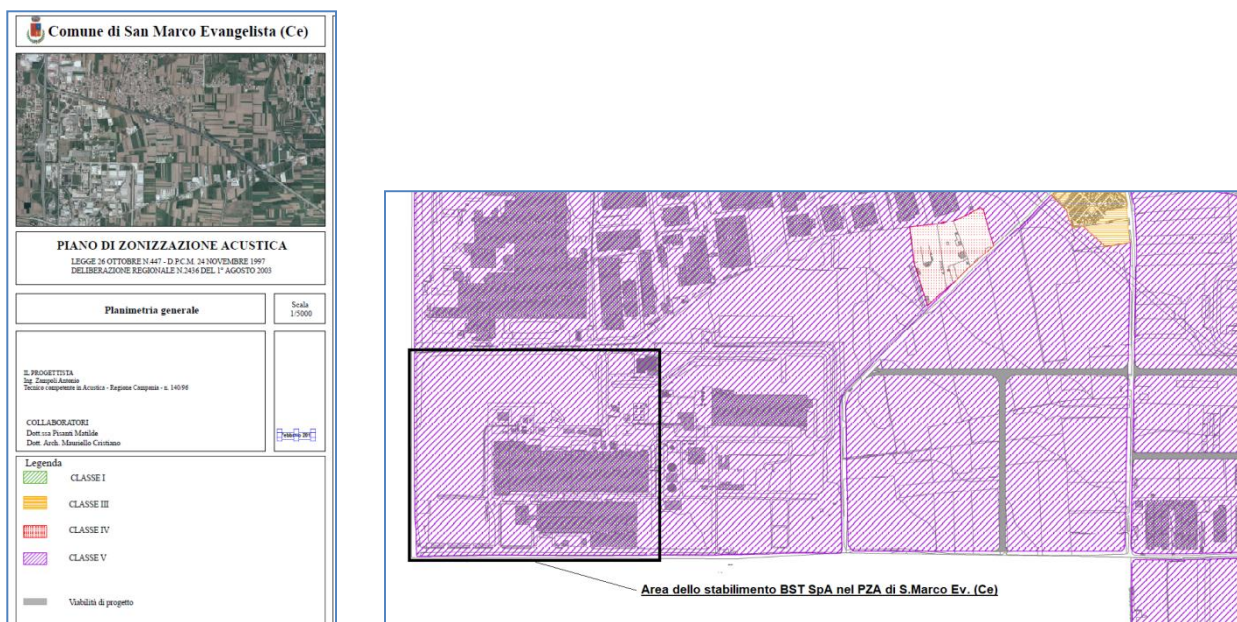 Comune di San Marco Evangelista (Ce)
PIANO DI ZONIZZAZIONE ACUSTICA
LEGGE 26 OTTOBRE N.447 - D.P.C.M. 24 NOVEMBRE 1997
DELIBERAZIONE REGIONALE N.2436 DEL 1° AGOSTO 2003
Planimetria generale
Scala
1/5000
IL PROGETTISTA
Ing. Zampoli Antonio
Tecnico competente in Acustica - Regione Campania - n. 140/96
COLLABORATORI
Dott.ssa Pisanti Matilde
Dott. Arch. Mauriello Cristiano
Legenda
CLASSE I
CLASSE III
CLASSE IV
CLASSE V
Viabilità di progetto
Area dello stabilimento BST SpA nel PZA di S.Marco Ev. (Ce)